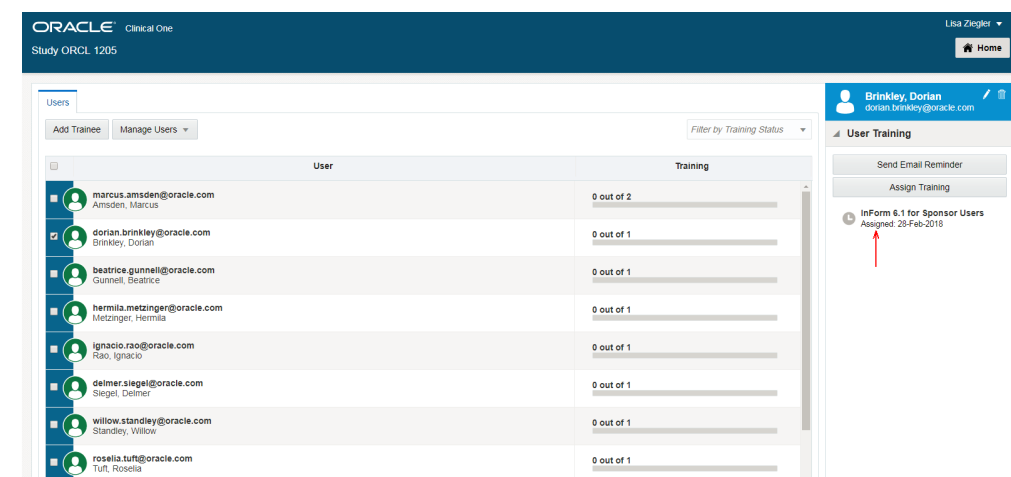 ORACLE® Clinical One
Lisa Ziegler
Study ORCL 1205
Home
Users
Add Trainee
Manage Users
Filter by Training Status
User
Training
marcus.amsden@oracle.com
Amsden, Marcus
0 out of 2
dorian.brinkley@oracle.com
Brinkley, Dorian
0 out of 1
beatrice.gunnell@oracle.com
Gunnell, Beatrice
0 out of 1
hermila.metzinger@oracle.com
Metzinger, Hermila
0 out of 1
ignacio.rao@oracle.com
Rao, Ignacio
0 out of 1
delmer.siegel@oracle.com
Siegel, Delmer
0 out of 1
willow.standley@oracle.com
Standley, Willow
0 out of 1
roselia.tuft@oracle.com
Tuft, Roselia
0 out of 1
Brinkley, Dorian
dorian.brinkley@oracle.com
User Training
Send Email Reminder
Assign Training
InForm 6.1 for Sponsor Users
Assigned: 28-Feb-2018